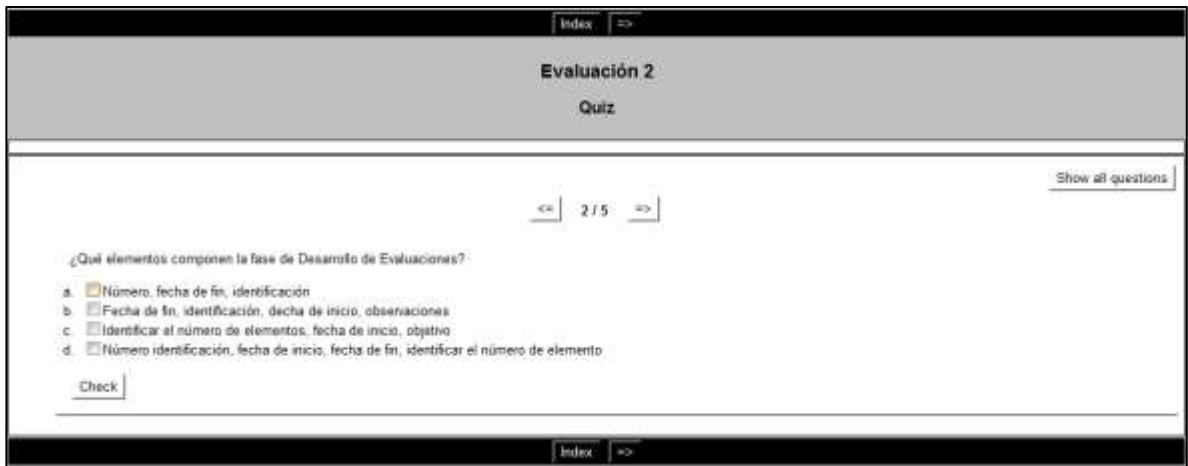 Index =>
Evaluación 2
Quiz
Show all questions
<= 2 / 5 =>
¿Qué elementos componen la fase de Desarrollo de Evaluaciones?
a. Número, fecha de fin, identificación
b. Fecha de fin, identificación, decha de inicio, observaciones
c. Identificar el número de elementos, fecha de inicio, objetivo
d. Número identificación, fecha de inicio, fecha de fin, identificar el número de elemento
Check
Index =>